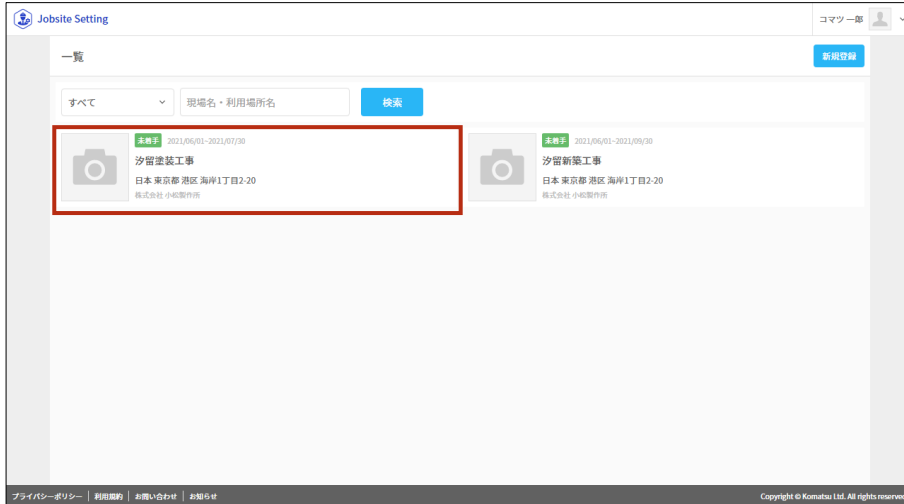 Jobsite Setting
コマツ 一郎
一覧
新規登録
すべて
現場名・利用場所名
検索
未着手 2021/06/01~2021/07/30
汐留塗装工事
日本 東京都 港区 海岸1丁目2-20
株式会社 小松製作所
未着手 2021/06/01~2021/09/30
汐留新築工事
日本 東京都 港区 海岸1丁目2-20
株式会社 小松製作所
プライバシーポリシー | 利用規約 | お問い合わせ | お知らせ
Copyright © Komatsu Ltd. All rights reserved